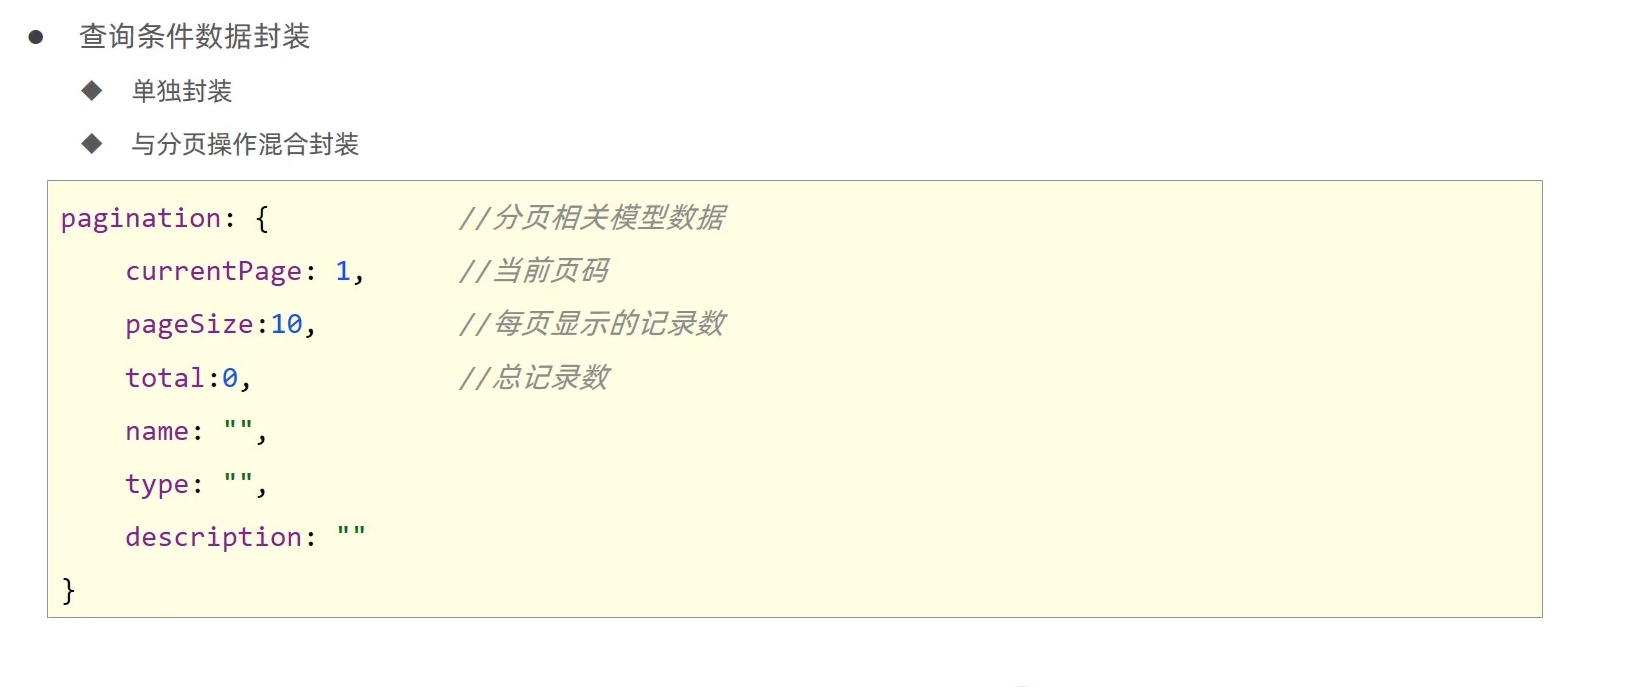 ● 查询条件数据封装
◆ 单独封装
◆ 与分页操作混合封装
pagination: { //分页相关模型数据
currentPage: 1, //当前页码
pageSize:10, //每页显示的记录数
total:0, //总记录数
name: "",
type: "",
description: ""
}